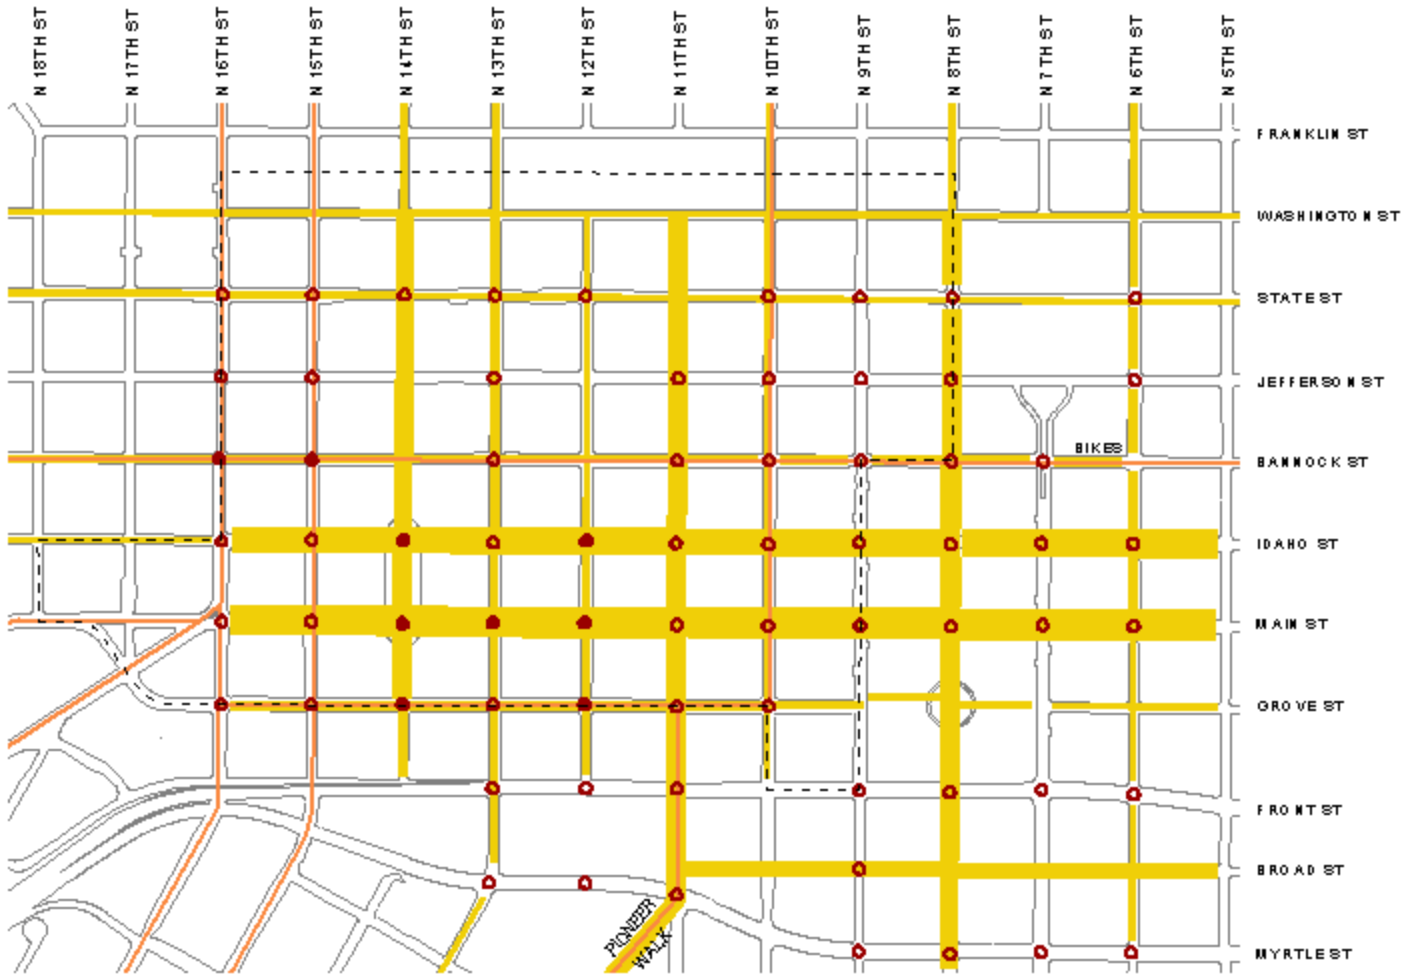 N 18TH ST
N 17TH ST
N 16TH ST
N 15TH ST
N 14TH ST
N 13TH ST
N 12TH ST
N 11TH ST
N 10TH ST
N 9TH ST
N 8TH ST
N 7TH ST
N 6TH ST
N 5TH ST
FRANKLIN ST
WASHINGTON ST
STATE ST
JEFFERSON ST
BIKES
BANNOCK ST
IDAHO ST
MAIN ST
GROVE ST
FRONT ST
BROAD ST
PIONEER
WALK
MYRTLE ST